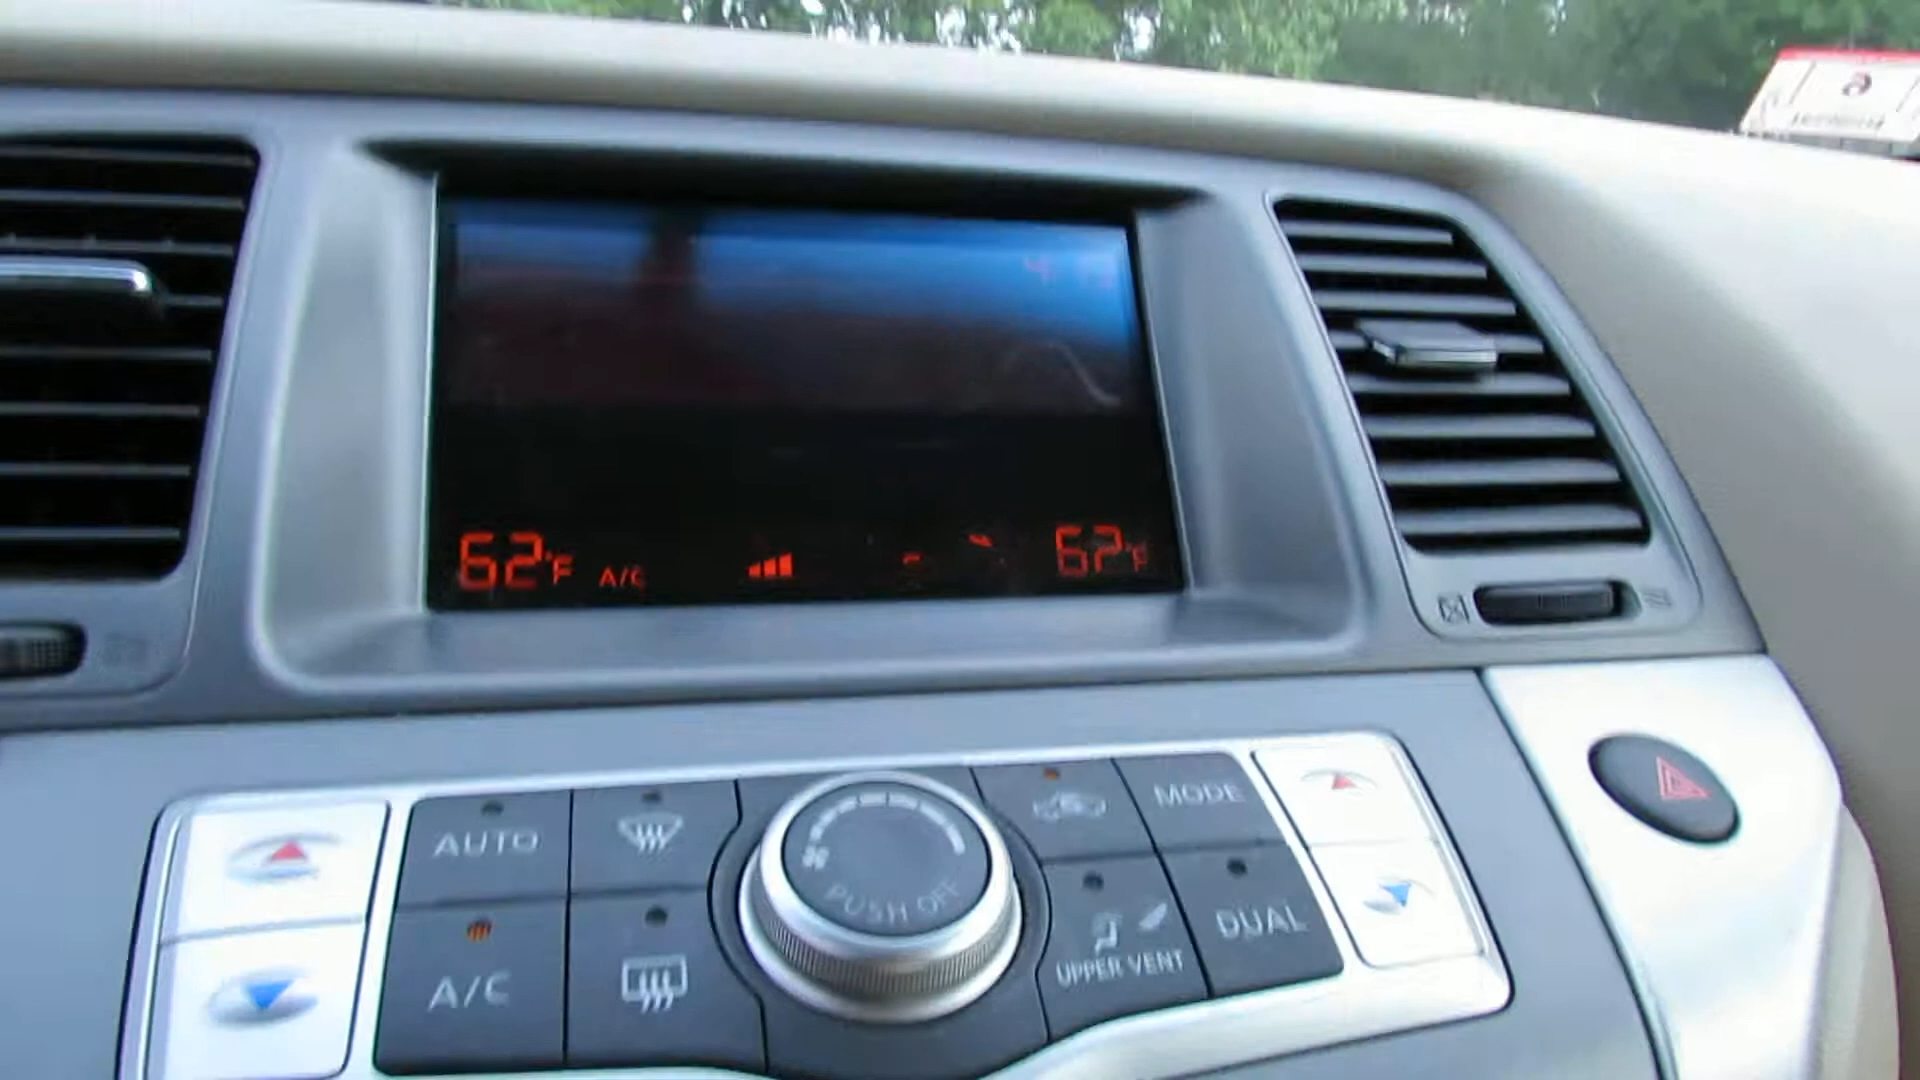 62°F A/C 62°F
AUTO
MODE
PUSH OFF
A/C
UPPER VENT
DUAL